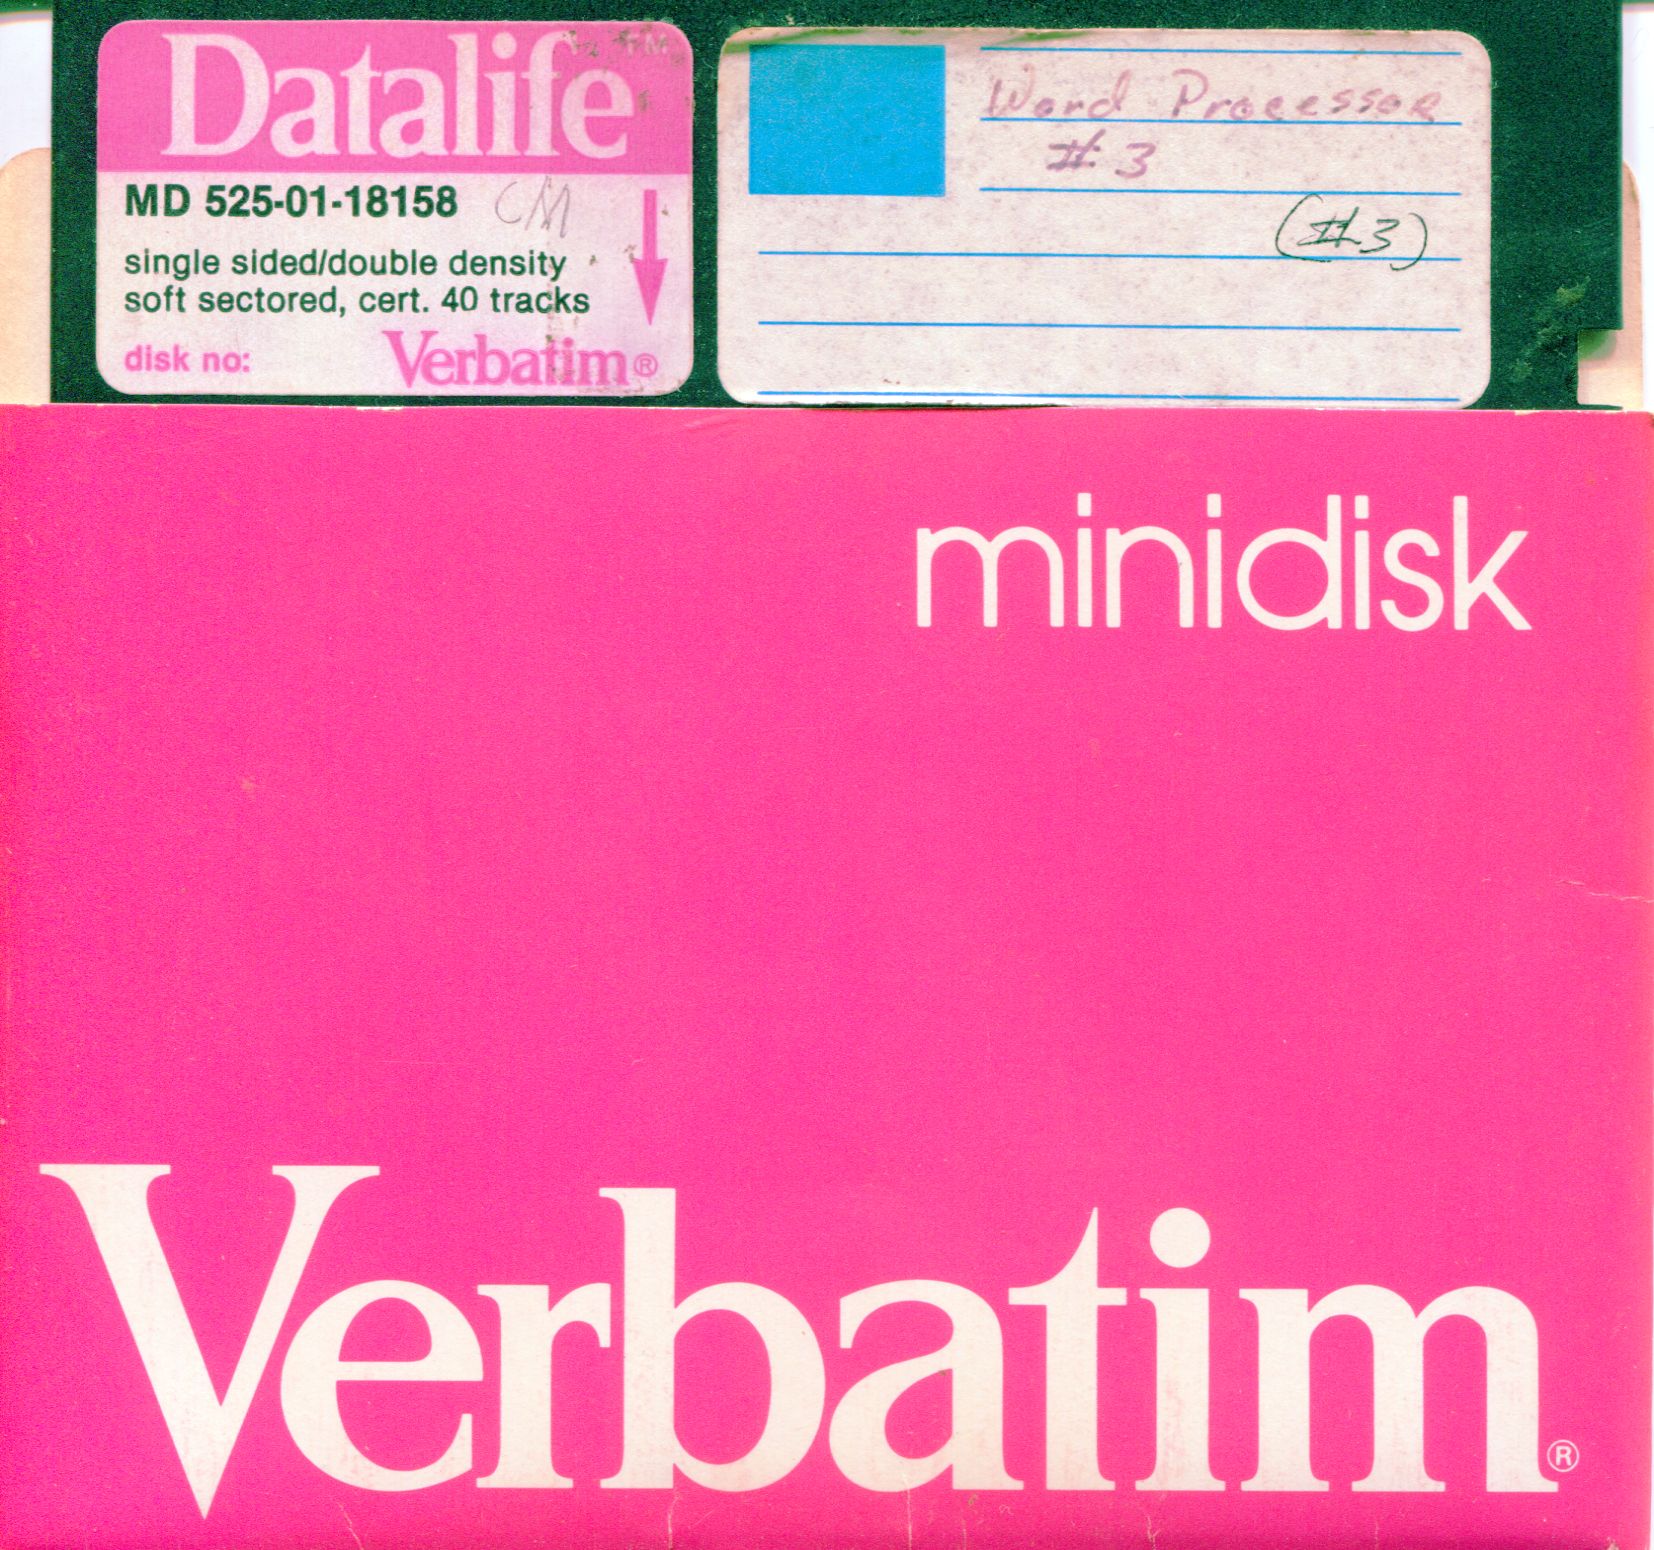 Datalife TM
MD 525-01-18158 CM
single sided/double density
soft sectored, cert. 40 tracks
disk no: Verbatim®
Word Processor
# 3
(#3)
minidisk
Verbatim®